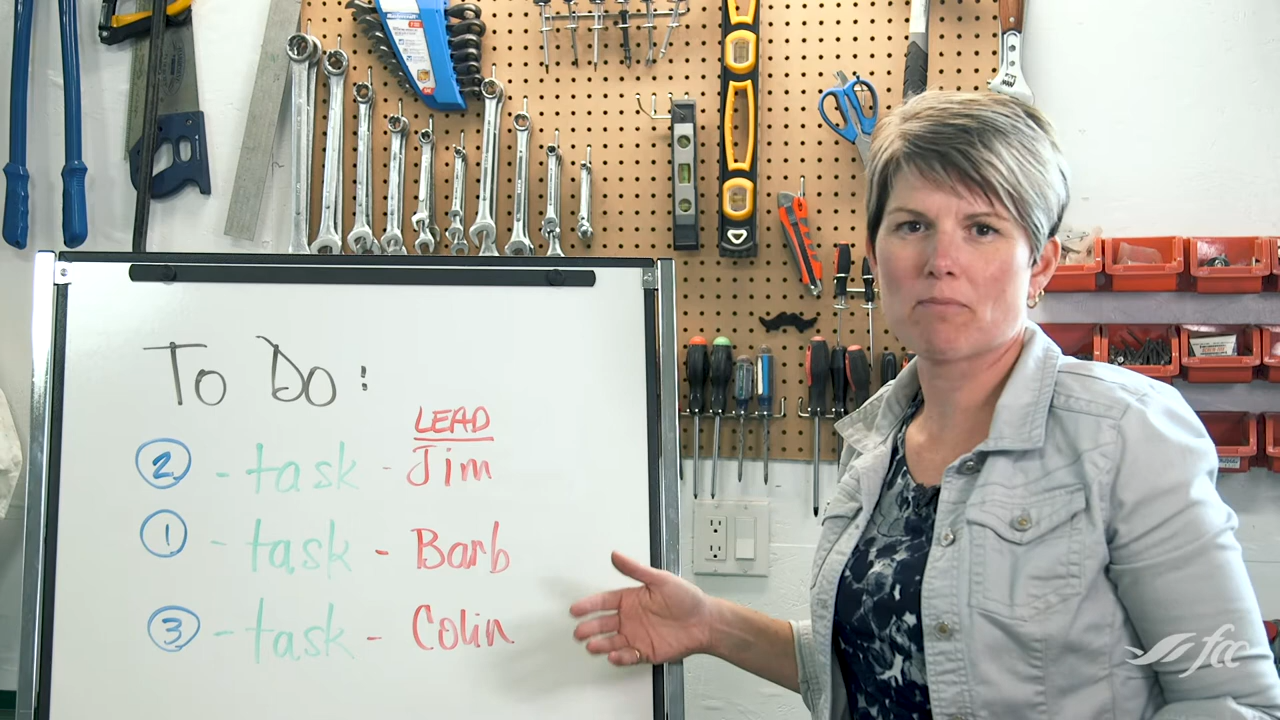 To Do:
LEAD
2 - task - Jim
1 - task - Barb
3 - task - Colin
fcc